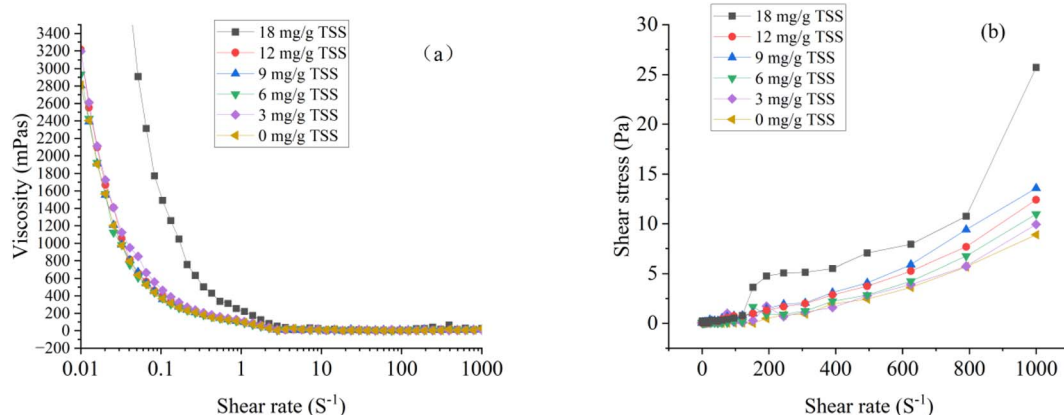 (a)
18 mg/g TSS
12 mg/g TSS
9 mg/g TSS
6 mg/g TSS
3 mg/g TSS
0 mg/g TSS
Viscosity (mPas)
3400
3200
3000
2800
2600
2400
2200
2000
1800
1600
1400
1200
1000
800
600
400
200
0
−200
0.01
0.1
1
10
100
1000
Shear rate (S⁻¹)
(b)
18 mg/g TSS
12 mg/g TSS
9 mg/g TSS
6 mg/g TSS
3 mg/g TSS
0 mg/g TSS
Shear stress (Pa)
30
25
20
15
10
5
0
0
200
400
600
800
1000
Shear rate (S⁻¹)